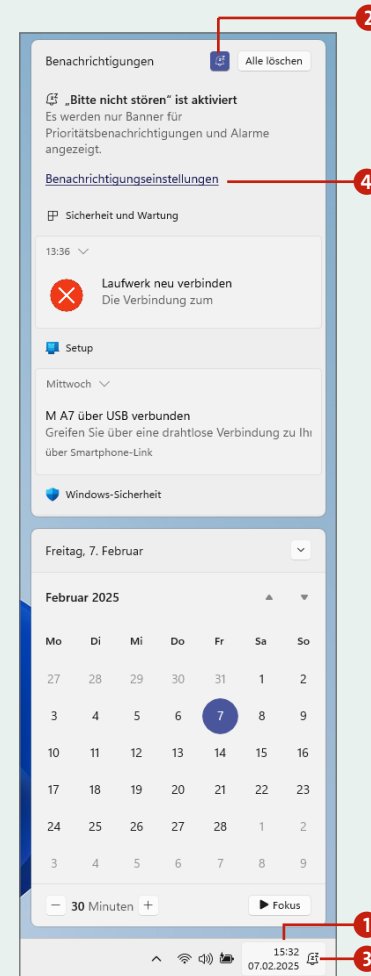 2
Benachrichtigungen
Alle löschen
„Bitte nicht stören“ ist aktiviert
Es werden nur Banner für
Prioritätsbenachrichtigungen und Alarme
angezeigt.
Benachrichtigungseinstellungen
4
Sicherheit und Wartung
13:36
Laufwerk neu verbinden
Die Verbindung zum
Setup
Mittwoch
M A7 über USB verbunden
Greifen Sie über eine drahtlose Verbindung zu Ihr
über Smartphone-Link
Windows-Sicherheit
Freitag, 7. Februar
Februar 2025
Mo Di Mi Do Fr Sa So
27 28 29 30 31 1 2
3 4 5 6 7 8 9
10 11 12 13 14 15 16
17 18 19 20 21 22 23
24 25 26 27 28 1 2
3 4 5 6 7 8 9
30 Minuten
Fokus
1
15:32
07.02.2025
3